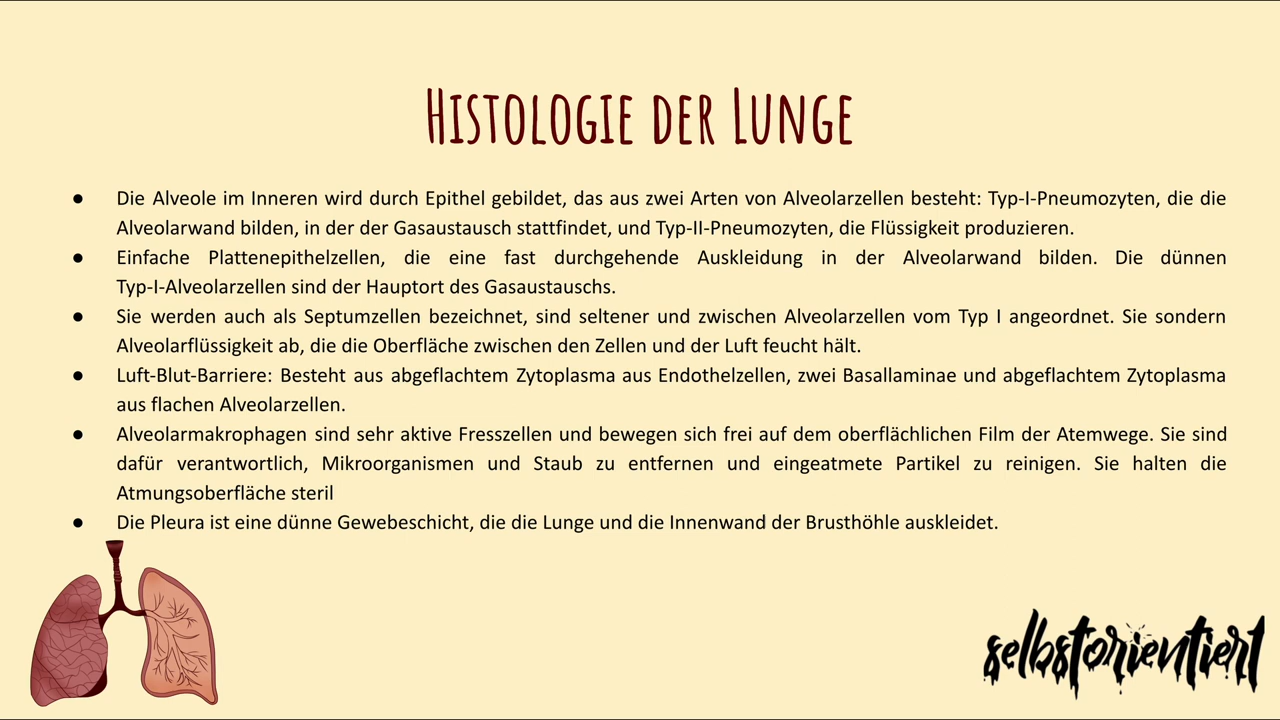 Histologie der Lunge
● Die Alveole im Inneren wird durch Epithel gebildet, das aus zwei Arten von Alveolarzellen besteht: Typ-I-Pneumozyten, die die
Alveolarwand bilden, in der der Gasaustausch stattfindet, und Typ-II-Pneumozyten, die Flüssigkeit produzieren.
● Einfache Plattenepithelzellen, die eine fast durchgehende Auskleidung in der Alveolarwand bilden. Die dünnen
Typ-I-Alveolarzellen sind der Hauptort des Gasaustauschs.
● Sie werden auch als Septumzellen bezeichnet, sind seltener und zwischen Alveolarzellen vom Typ I angeordnet. Sie sondern
Alveolarflüssigkeit ab, die die Oberfläche zwischen den Zellen und der Luft feucht hält.
● Luft-Blut-Barriere: Besteht aus abgeflachtem Zytoplasma aus Endothelzellen, zwei Basallaminae und abgeflachtem Zytoplasma
aus flachen Alveolarzellen.
● Alveolarmakrophagen sind sehr aktive Fresszellen und bewegen sich frei auf dem oberflächlichen Film der Atemwege. Sie sind
dafür verantwortlich, Mikroorganismen und Staub zu entfernen und eingeatmete Partikel zu reinigen. Sie halten die
Atmungsoberfläche steril
● Die Pleura ist eine dünne Gewebeschicht, die die Lunge und die Innenwand der Brusthöhle auskleidet.
selbstorientiert